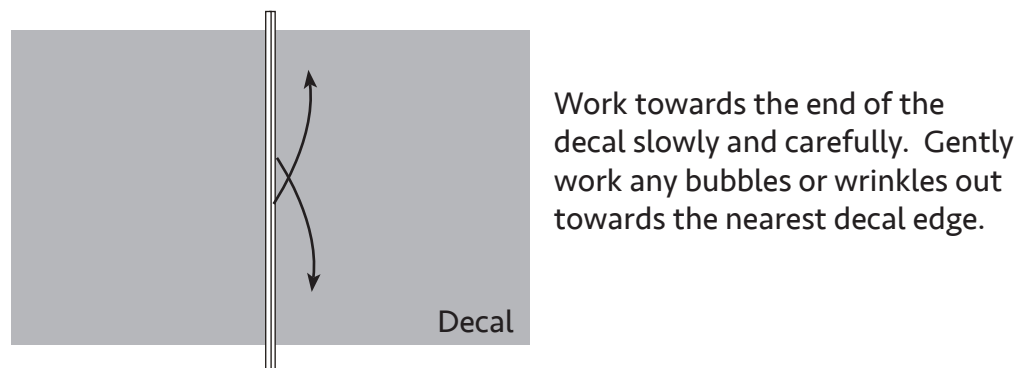 Work towards the end of the
decal slowly and carefully.  Gently
work any bubbles or wrinkles out
towards the nearest decal edge.
Decal